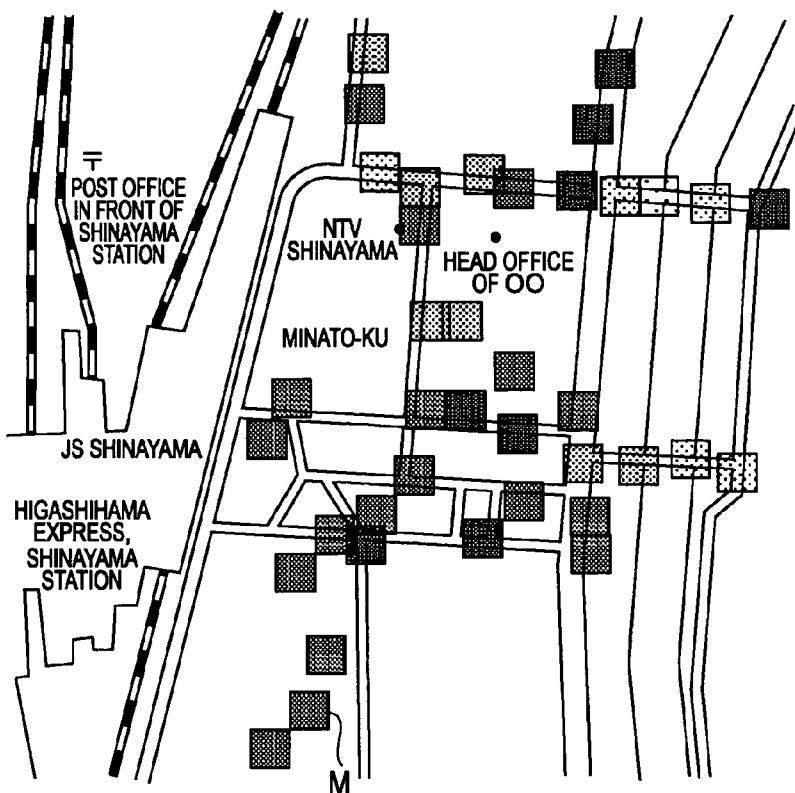 〒
POST OFFICE
IN FRONT OF
SHINAYAMA
STATION
NTV
SHINAYAMA
HEAD OFFICE
OF OO
MINATO-KU
JS SHINAYAMA
HIGASHIHAMA
EXPRESS,
SHINAYAMA
STATION
M